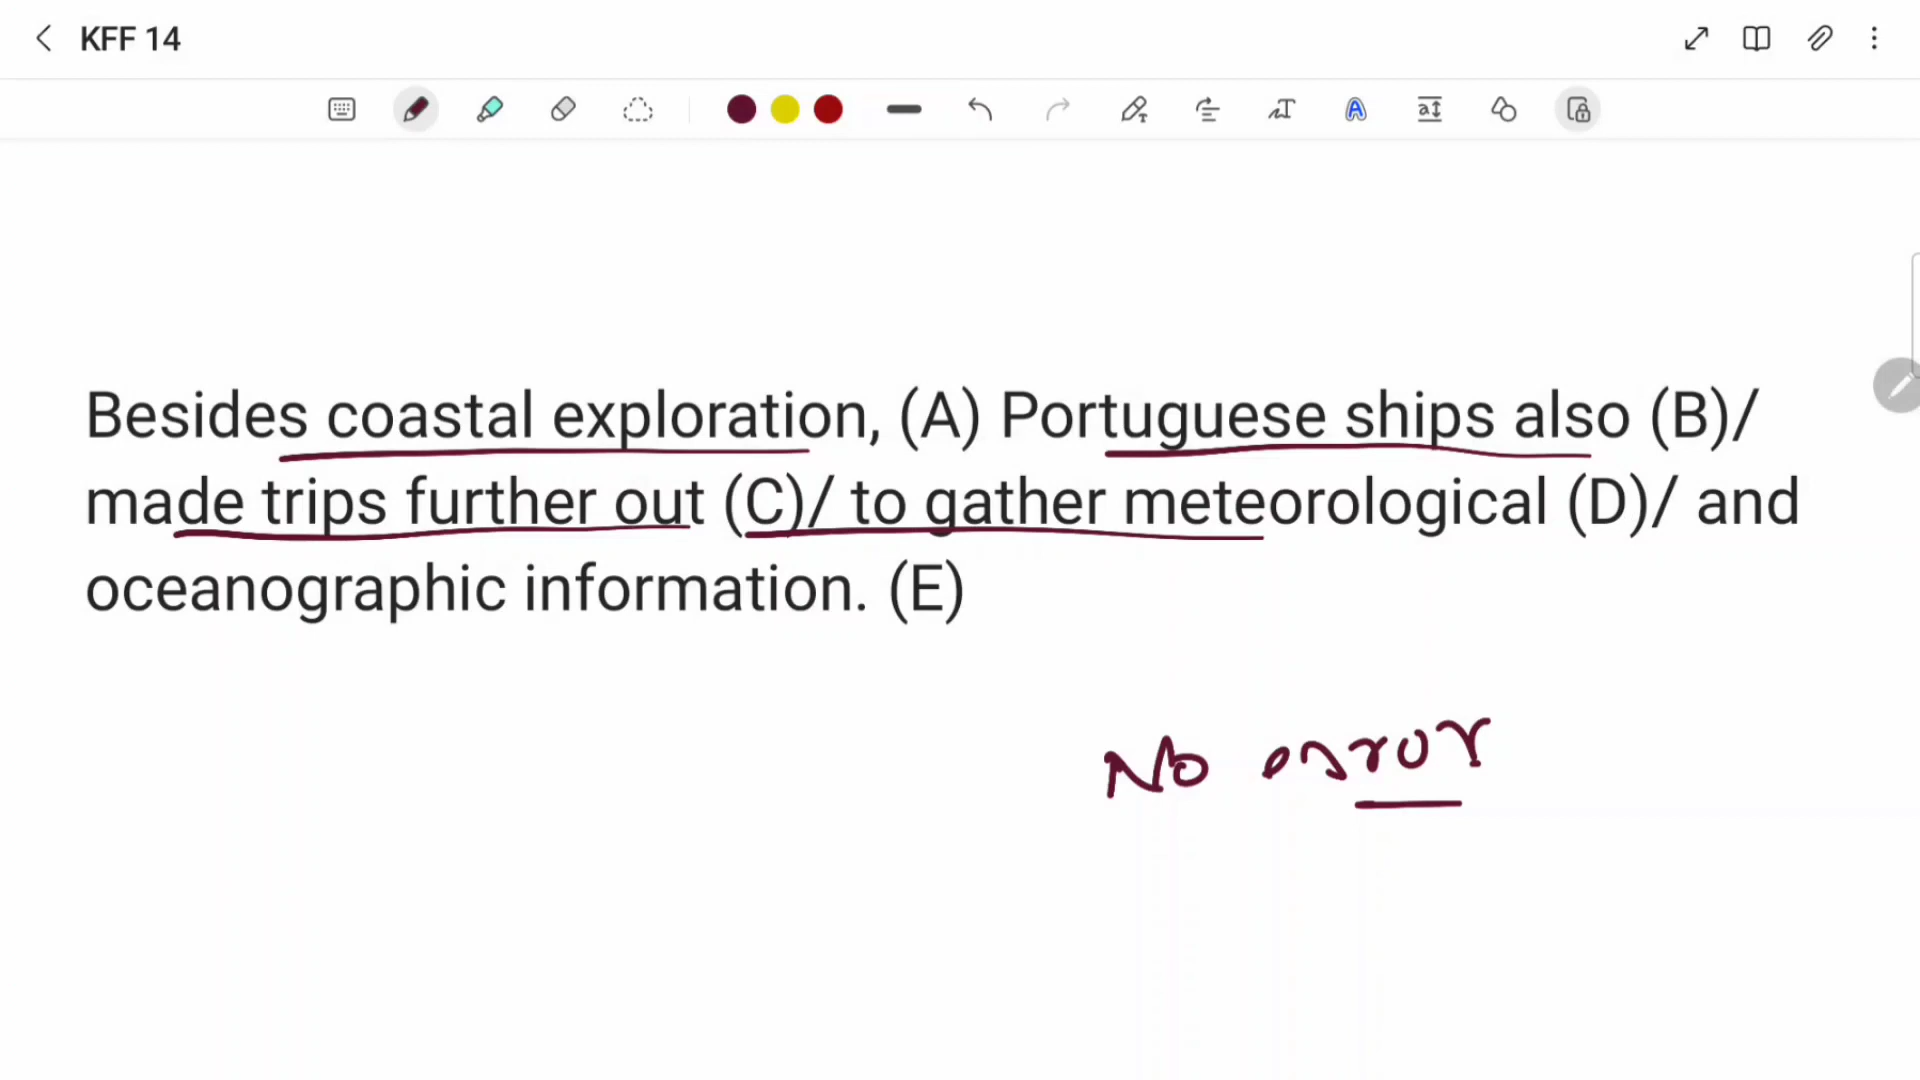 KFF 14
Besides coastal exploration, (A) Portuguese ships also (B)/
made trips further out (C)/ to gather meteorological (D)/ and
oceanographic information. (E)
No error